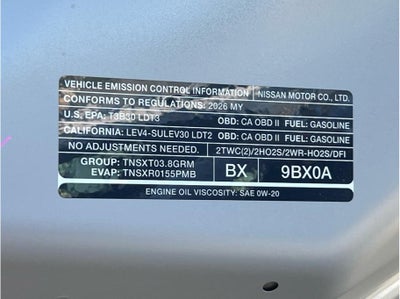 VEHICLE EMISSION CONTROL INFORMATION NISSAN MOTOR CO., LTD.
CONFORMS TO REGULATIONS: 2026 MY
U.S. EPA: T3B30 LDT3 OBD: CA OBD II FUEL: GASOLINE
CALIFORNIA: LEV4-SULEV30 LDT2 OBD: CA OBD II FUEL: GASOLINE
NO ADJUSTMENTS NEEDED. 2TWC(2)/2HO2S/2WR-HO2S/DFI
GROUP: TNSXT03.8GRM
EVAP: TNSXR0155PMB BX 9BX0A
ENGINE OIL VISCOSITY: SAE 0W-20